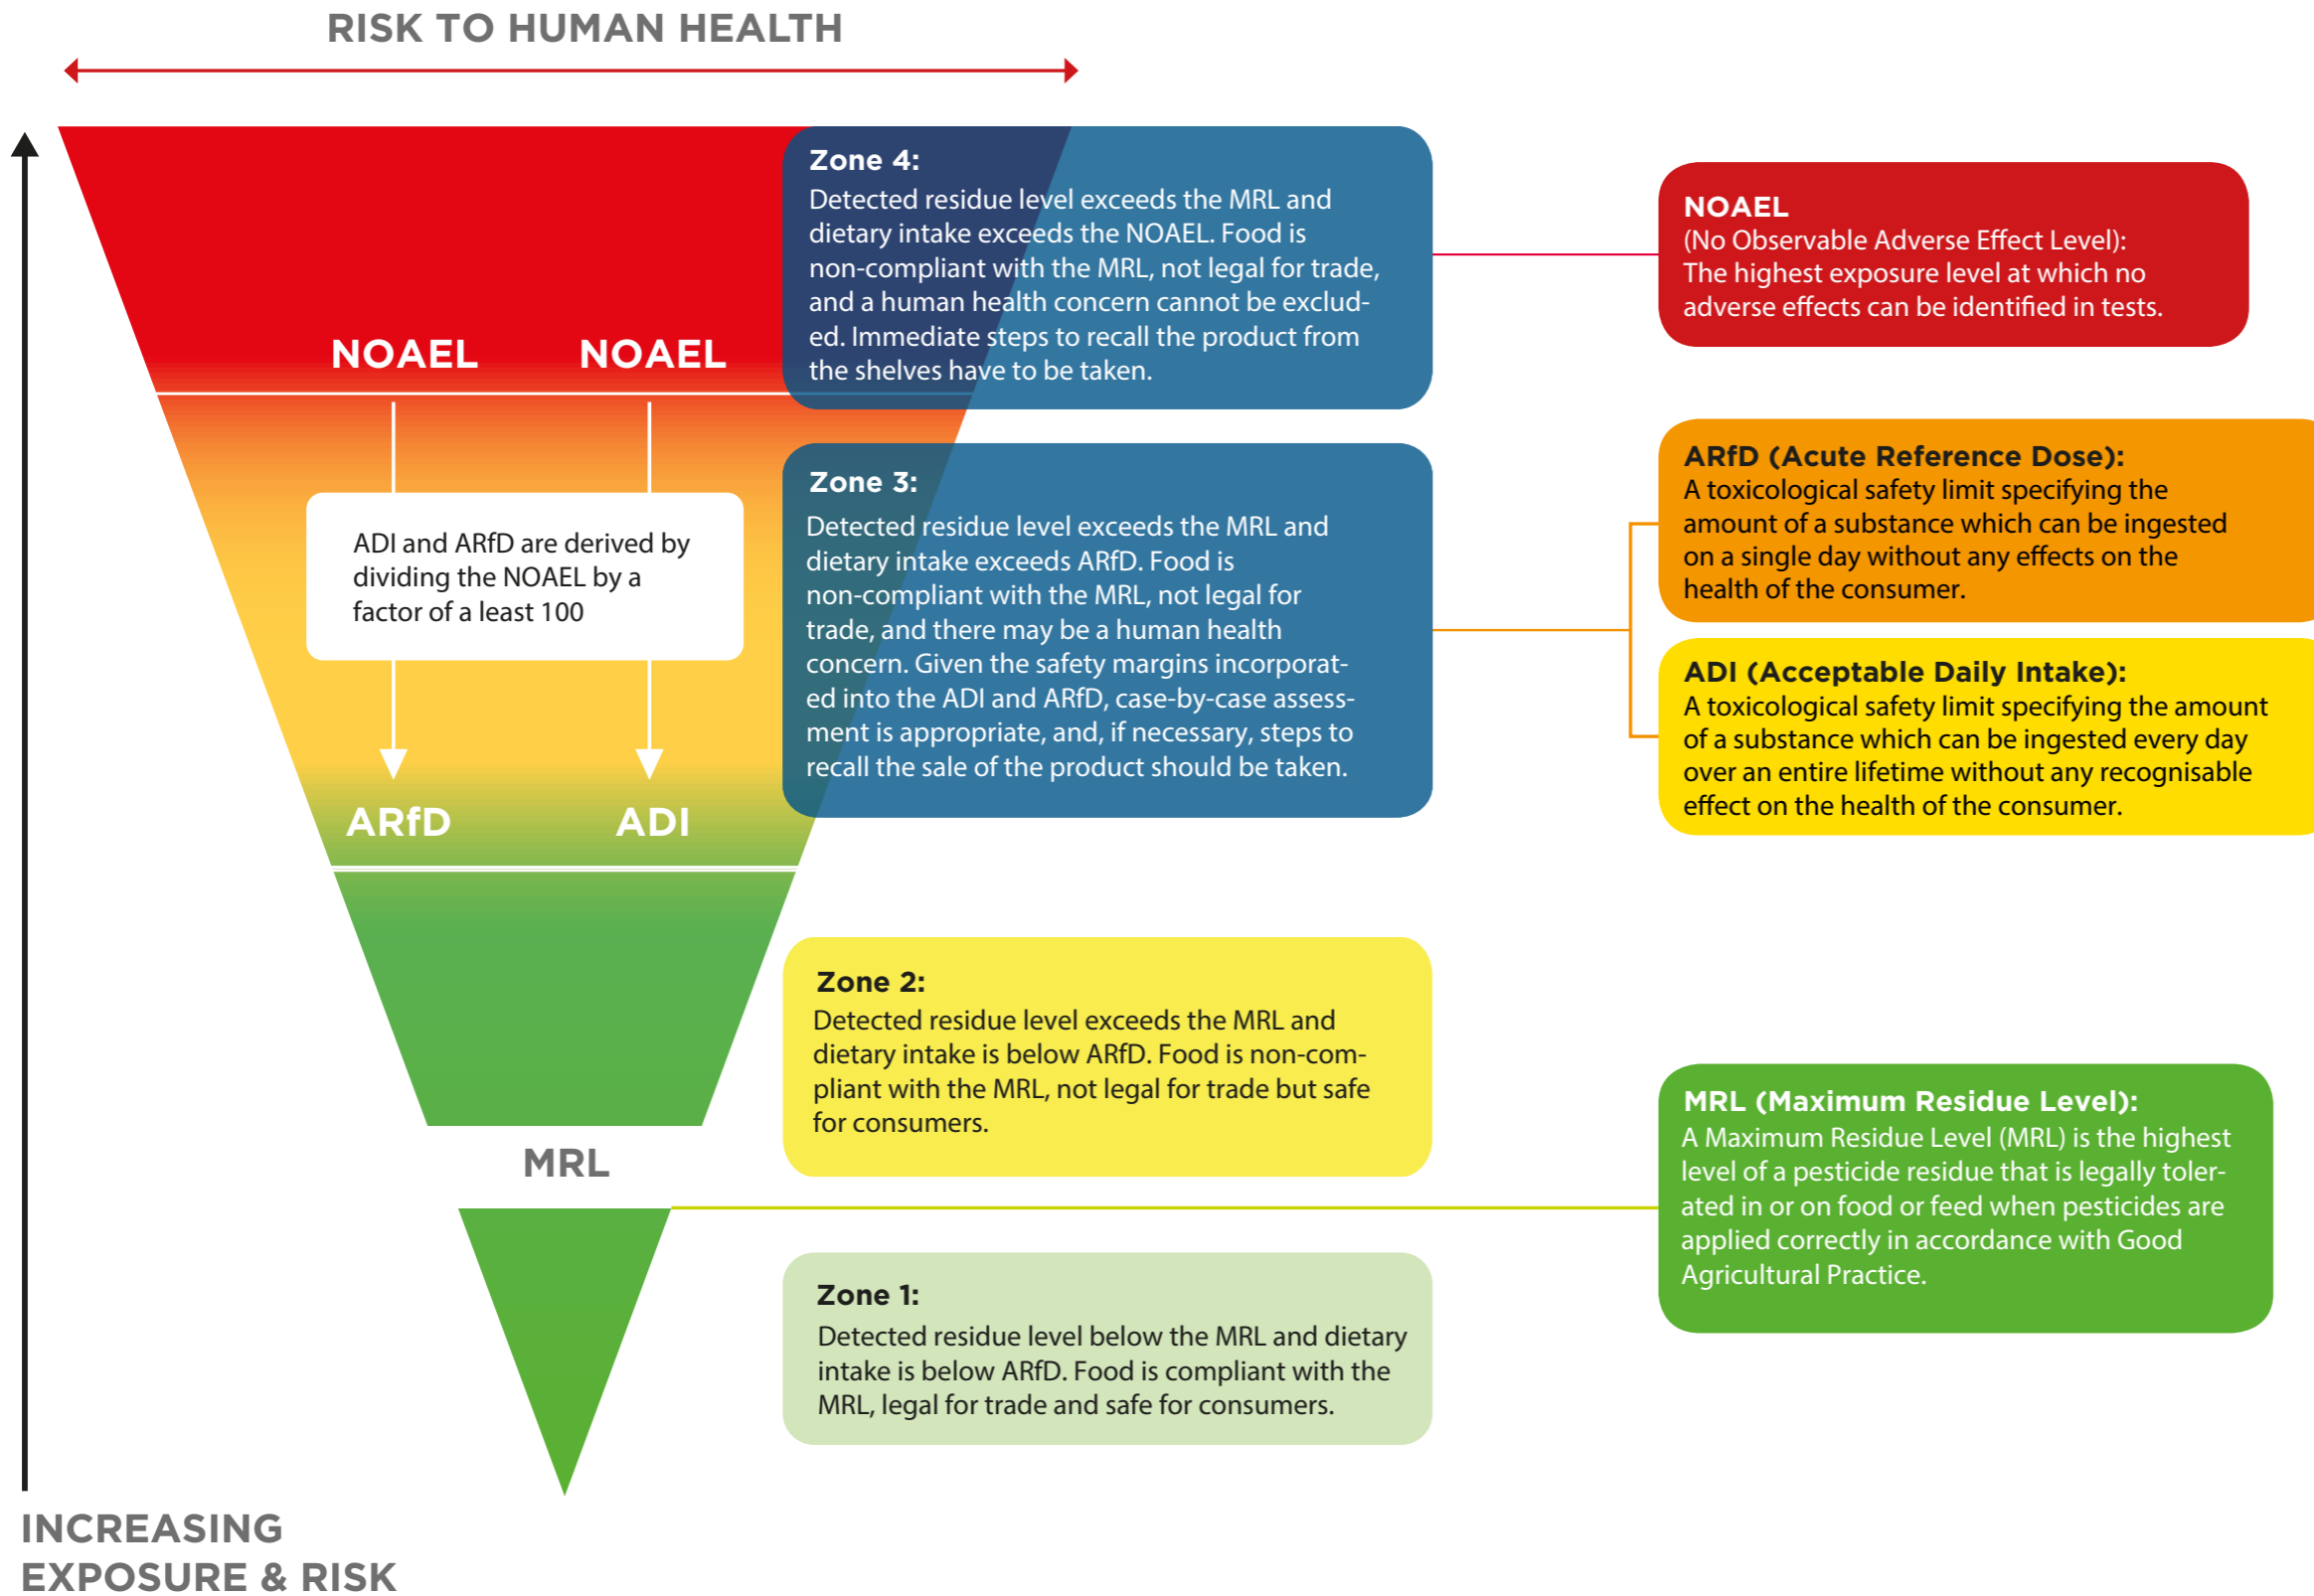 RISK TO HUMAN HEALTH
NOAEL
NOAEL
ADI and ARfD are derived by
dividing the NOAEL by a
factor of a least 100
ARfD
ADI
MRL
INCREASING
EXPOSURE & RISK
Zone 4:
Detected residue level exceeds the MRL and
dietary intake exceeds the NOAEL. Food is
non-compliant with the MRL, not legal for trade,
and a human health concern cannot be exclud-
ed. Immediate steps to recall the product from
the shelves have to be taken.
Zone 3:
Detected residue level exceeds the MRL and
dietary intake exceeds ARfD. Food is
non-compliant with the MRL, not legal for
trade, and there may be a human health
concern. Given the safety margins incorporat-
ed into the ADI and ARfD, case-by-case assess-
ment is appropriate, and, if necessary, steps to
recall the sale of the product should be taken.
Zone 2:
Detected residue level exceeds the MRL and
dietary intake is below ARfD. Food is non-com-
pliant with the MRL, not legal for trade but safe
for consumers.
Zone 1:
Detected residue level below the MRL and dietary
intake is below ARfD. Food is compliant with the
MRL, legal for trade and safe for consumers.
NOAEL
(No Observable Adverse Effect Level):
The highest exposure level at which no
adverse effects can be identified in tests.
ARfD (Acute Reference Dose):
A toxicological safety limit specifying the
amount of a substance which can be ingested
on a single day without any effects on the
health of the consumer.
ADI (Acceptable Daily Intake):
A toxicological safety limit specifying the amount
of a substance which can be ingested every day
over an entire lifetime without any recognisable
effect on the health of the consumer.
MRL (Maximum Residue Level):
A Maximum Residue Level (MRL) is the highest
level of a pesticide residue that is legally toler-
ated in or on food or feed when pesticides are
applied correctly in accordance with Good
Agricultural Practice.